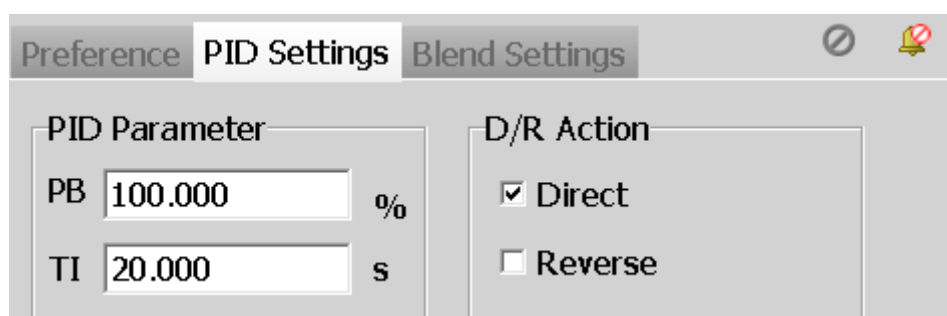 Preference PID Settings Blend Settings
PID Parameter
PB 100.000 %
TI 20.000 s
D/R Action
Direct
Reverse